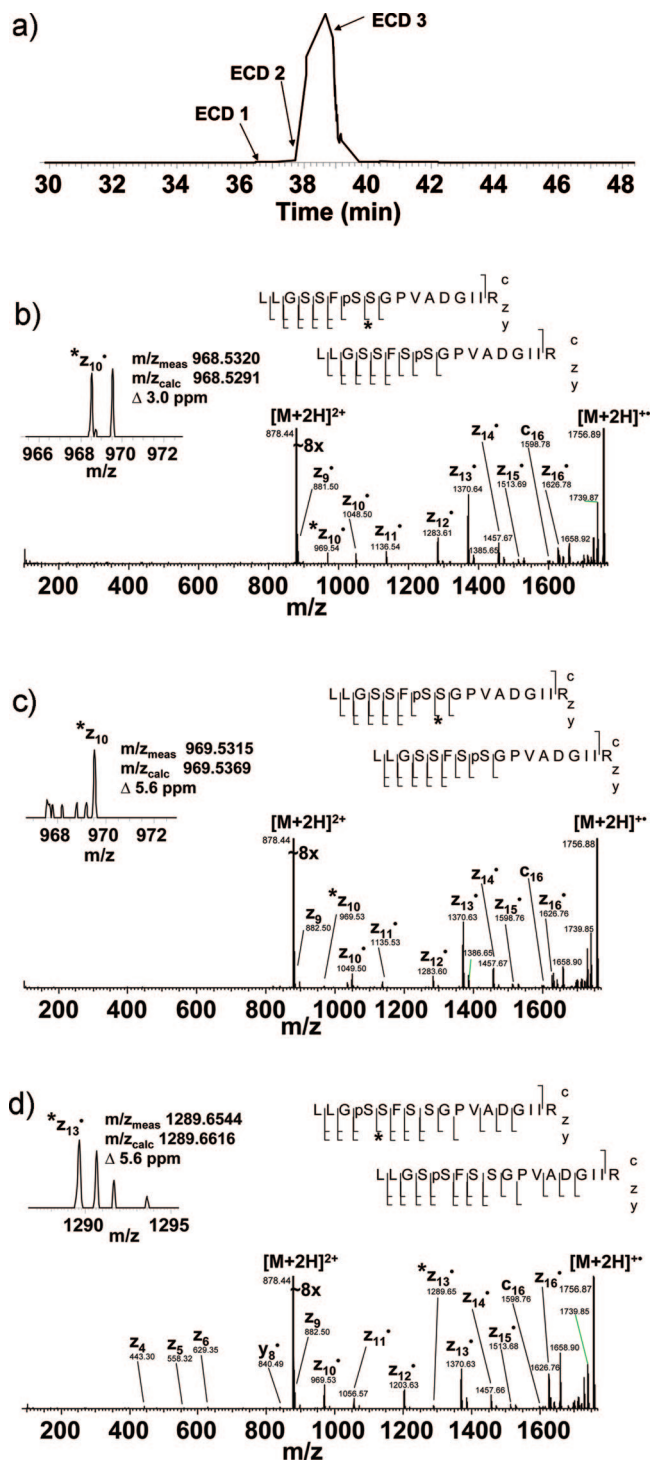 a)
ECD 1
ECD 2
ECD 3
30 32 34 36 38 40 42 44 46 48
Time (min)
b)
L L G S S F pS S G P V A D G I I R
c
z
y
*
L L G S S F S pS G P V A D G I I R
c
z
y
*z10•
m/zmeas 968.5320
m/zcalc 968.5291
Δ 3.0 ppm
966 968 970 972
m/z
[M+2H]2+
878.44
~8x
z9•
881.50
*z10•
969.54
z10•
1048.50
z11•
1136.54
z12•
1283.61
z13•
1370.64
1385.65
z14•
1457.67
z15•
1513.69
c16
1598.78
z16•
1626.78
1658.92
1739.87
[M+2H]+•
1756.89
200 400 600 800 1000 1200 1400 1600
m/z
c)
L L G S S F pS S G P V A D G I I R
c
z
y
*
L L G S S F S pS G P V A D G I I R
c
z
y
*z10
m/zmeas 969.5315
m/zcalc 969.5369
Δ 5.6 ppm
968 970 972
m/z
[M+2H]2+
878.44
~8x
z9
882.50
*z10
969.53
z10•
1049.50
z11•
1135.53
z12•
1283.60
z13•
1370.63
1386.65
z14•
1457.67
z15•
1598.76
c16
z16•
1626.76
1658.90
1739.85
[M+2H]+•
1756.88
200 400 600 800 1000 1200 1400 1600
m/z
d)
L L G pS S F S S G P V A D G I I R
c
z
y
*
L L G S pS F S S G P V A D G I I R
c
z
y
*z13•
m/zmeas 1289.6544
m/zcalc 1289.6616
Δ 5.6 ppm
1290 1295
m/z
[M+2H]2+
878.44
~8x
z4
443.30
z5
558.32
z6
629.35
y8•
840.49
z9
882.50
z10•
969.53
z11•
1056.57
z12•
1203.63
*z13•
1289.65
z13•
1370.63
z14•
1457.66
z15•
1513.68
c16
1598.76
z16•
1626.76
1658.90
1739.85
[M+2H]+•
1756.87
200 400 600 800 1000 1200 1400 1600
m/z